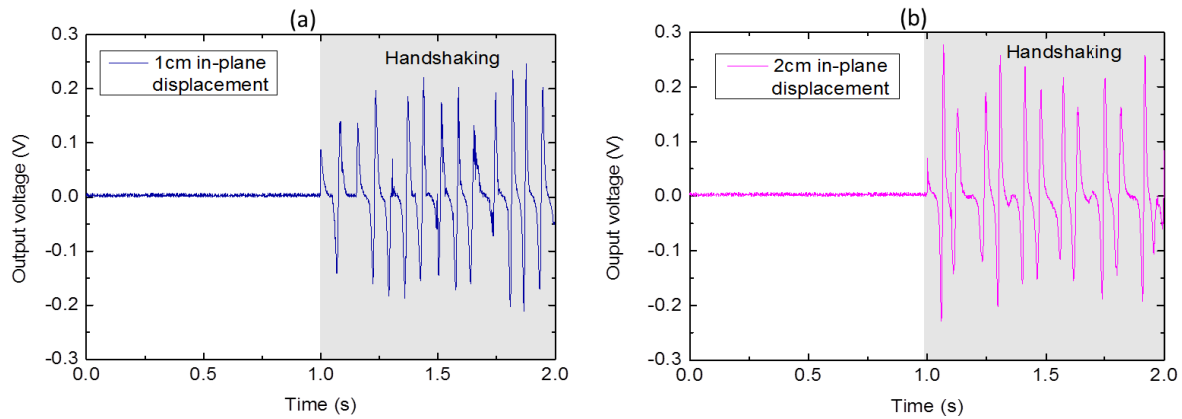 (a)
0.3
0.2
0.1
0.0
-0.1
-0.2
-0.3
Output voltage (V)
1cm in-plane
displacement
Handshaking
0.0
0.5
1.0
1.5
2.0
Time (s)
(b)
0.3
0.2
0.1
0.0
-0.1
-0.2
-0.3
Ouput voltage (V)
2cm in-plane
displacement
Handshaking
0.0
0.5
1.0
1.5
2.0
Time (s)